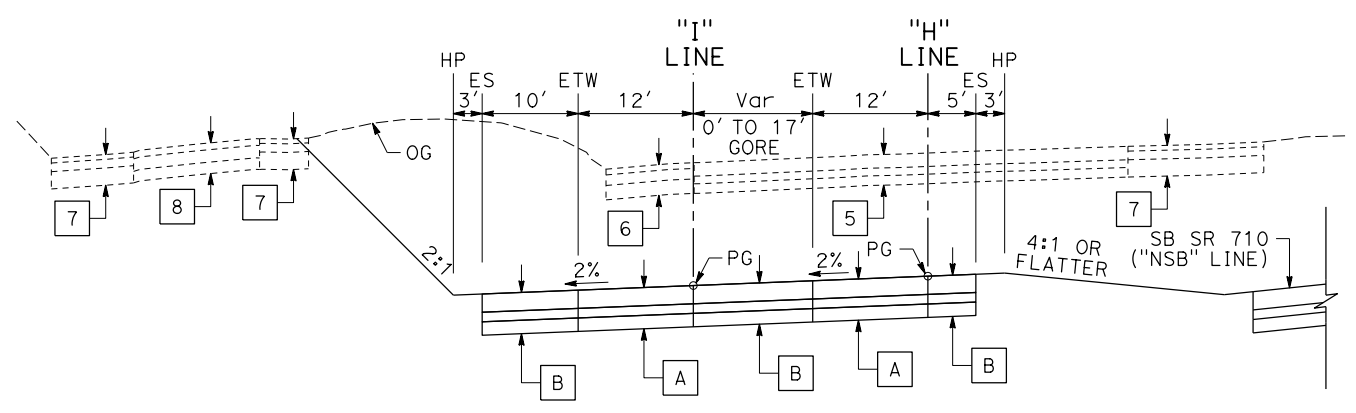 "I"
LINE
"H"
LINE
HP
ES
ETW
ETW
ES
HP
3'
10'
12'
Var
0' TO 17'
GORE
12'
5'
3'
OG
7
8
7
6
5
7
2:1
2%
PG
2%
PG
4:1 OR
FLATTER
SB SR 710
("NSB" LINE)
B
A
B
A
B